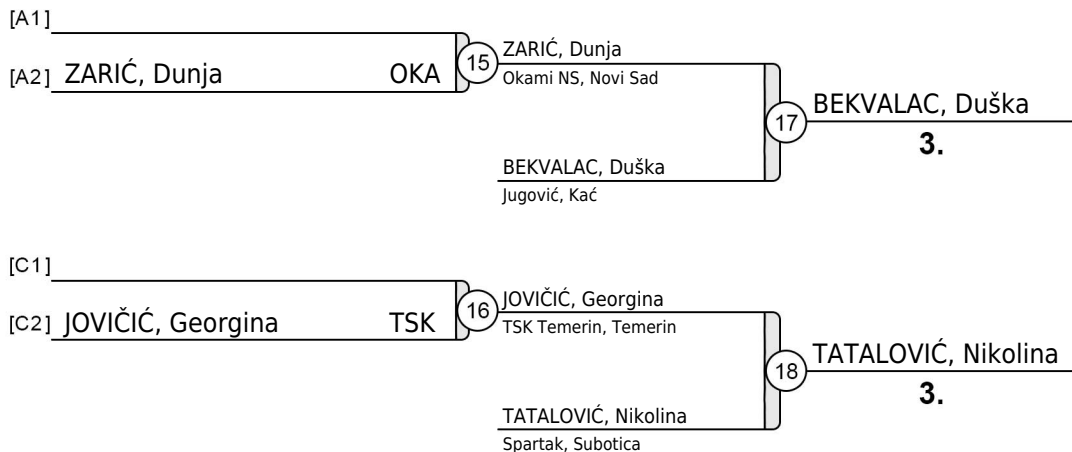 [A1]
[A2] ZARIĆ, Dunja OKA
15
ZARIĆ, Dunja
Okami NS, Novi Sad
17
BEKVALAC, Duška
3.
BEKVALAC, Duška
Jugović, Kać
[C1]
[C2] JOVIČIĆ, Georgina TSK
16
JOVIČIĆ, Georgina
TSK Temerin, Temerin
18
TATALOVIĆ, Nikolina
3.
TATALOVIĆ, Nikolina
Spartak, Subotica